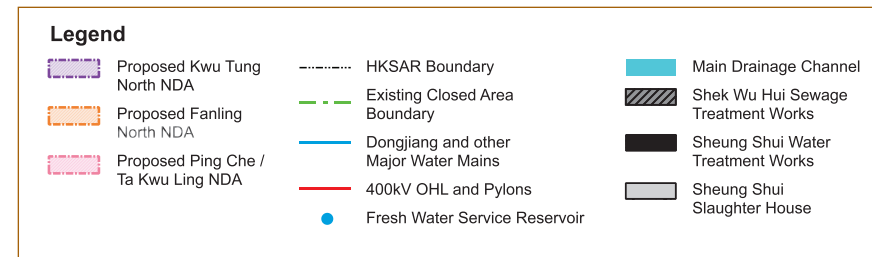 Legend
Proposed Kwu Tung
North NDA
Proposed Fanling
North NDA
Proposed Ping Che /
Ta Kwu Ling NDA
HKSAR Boundary
Existing Closed Area
Boundary
Dongjiang and other
Major Water Mains
400kV OHL and Pylons
Fresh Water Service Reservoir
Main Drainage Channel
Shek Wu Hui Sewage
Treatment Works
Sheung Shui Water
Treatment Works
Sheung Shui
Slaughter House